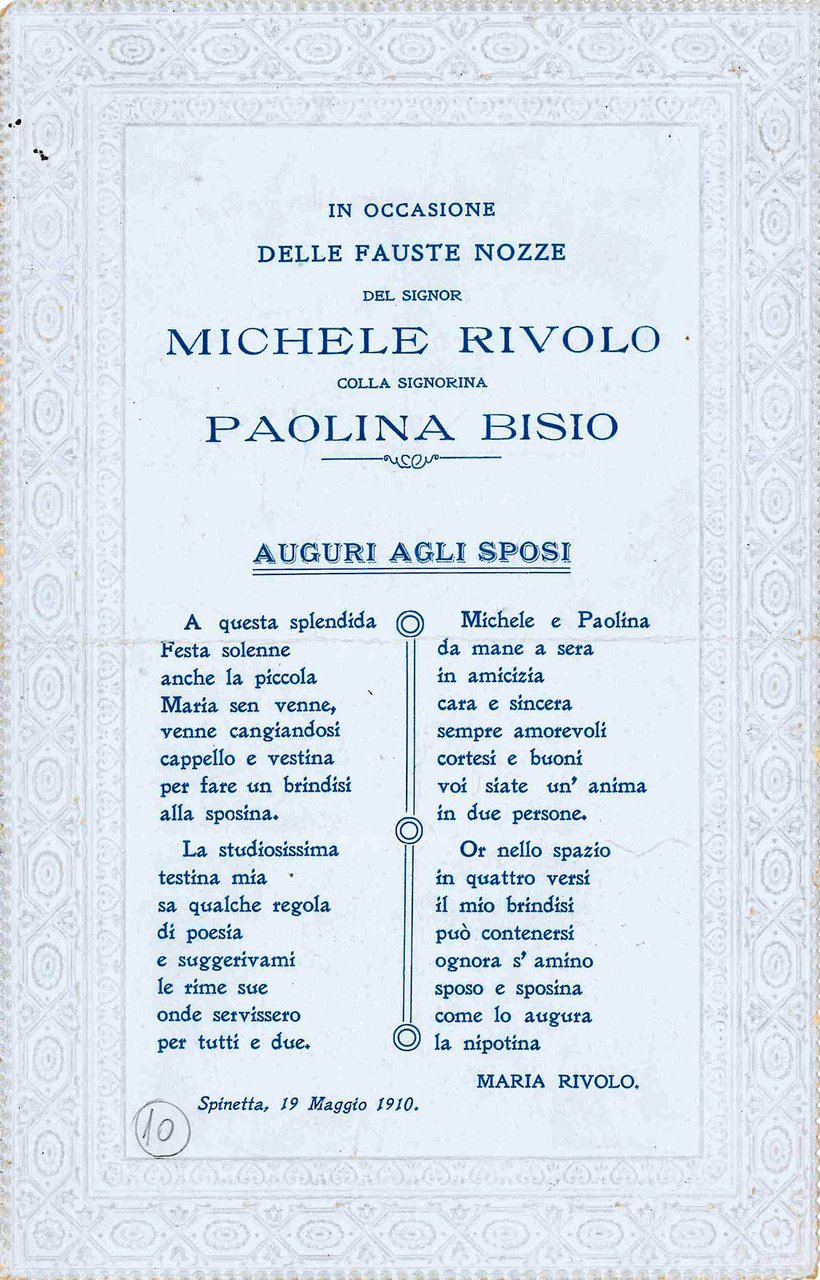 IN OCCASIONE
DELLE FAUSTE NOZZE
DEL SIGNOR
MICHELE RIVOLO
COLLA SIGNORINA
PAOLINA BISIO
AUGURI AGLI SPOSI
A questa splendida
Festa solenne
anche la piccola
Maria sen venne,
venne cangiandosi
cappello e vestina
per fare un brindisi
alla sposina.
La studiosissima
testina mia
sa qualche regola
di poesia
e suggerivami
le rime sue
onde servissero
per tutti e due.
Michele e Paolina
da mane a sera
in amicizia
cara e sincera
sempre amorevoli
cortesi e buoni
voi siate un' anima
in due persone.
Or nello spazio
in quattro versi
il mio brindisi
può contenersi
ognora s' amino
sposo e sposina
come lo augura
la nipotina
MARIA RIVOLO.
Spinetta, 19 Maggio 1910.
10